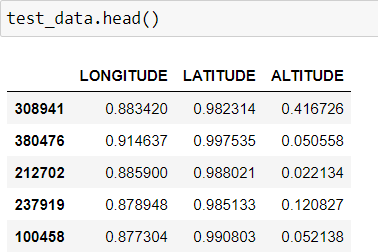 test_data.head()
LONGITUDE LATITUDE ALTITUDE
308941 0.883420 0.982314 0.416726
380476 0.914637 0.997535 0.050558
212702 0.885900 0.988021 0.022134
237919 0.878948 0.985133 0.120827
100458 0.877304 0.990803 0.052138